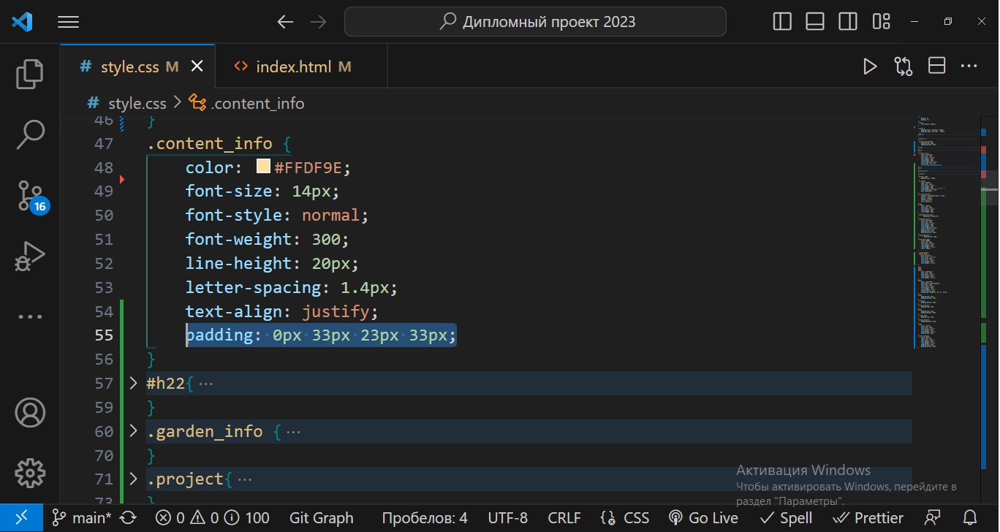 Дипломный проект 2023
# style.css M
<> index.html M
# style.css > .content_info
46 }
47 .content_info {
48 color: #FFDF9E;
49 font-size: 14px;
50 font-style: normal;
51 font-weight: 300;
52 line-height: 20px;
53 letter-spacing: 1.4px;
54 text-align: justify;
55 padding: 0px 33px 23px 33px;
56 }
57 #h22{ ...
59 }
60 .garden_info { ...
70 }
71 .project{ ...
73 }
16
Активация Windows
Чтобы активировать Windows, перейдите в
раздел "Параметры".
main* 0 0 100 Git Graph Пробелов: 4 UTF-8 CRLF {} CSS Go Live Spell Prettier